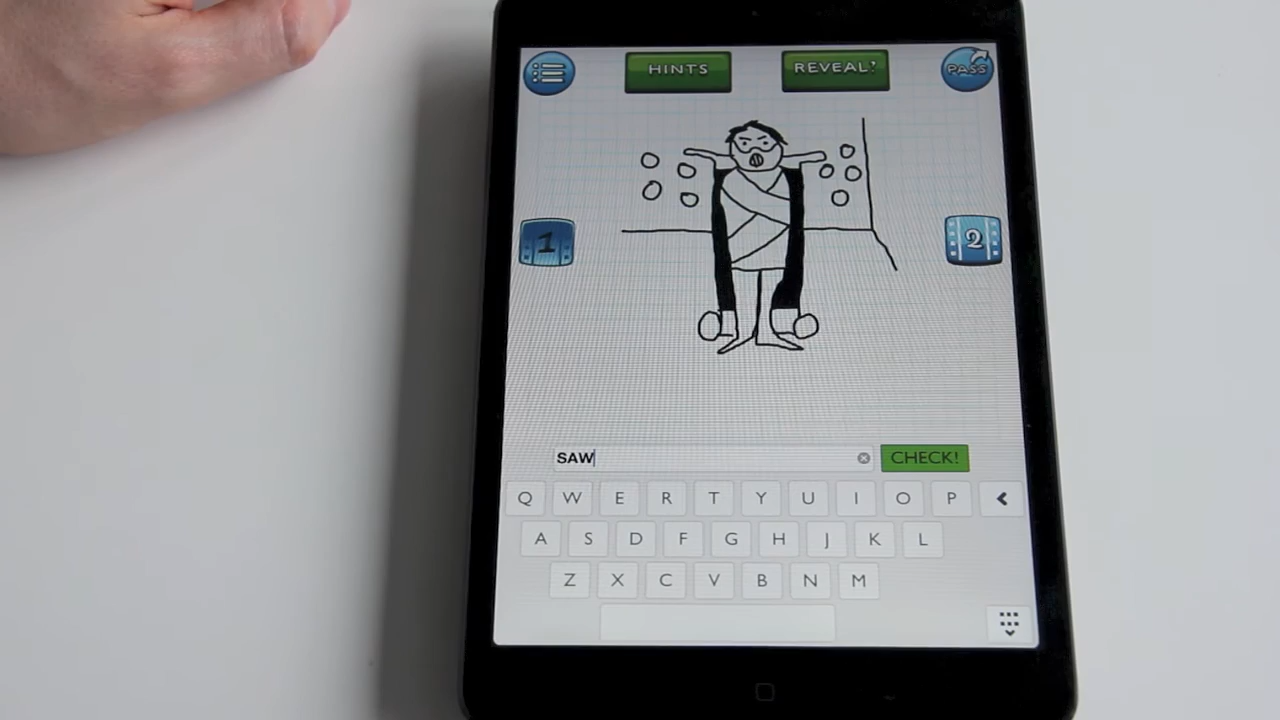 HINTS REVEAL? PASS
1 2
SAW CHECK!
Q W E R T Y U I O P
A S D F G H J K L
Z X C V B N M